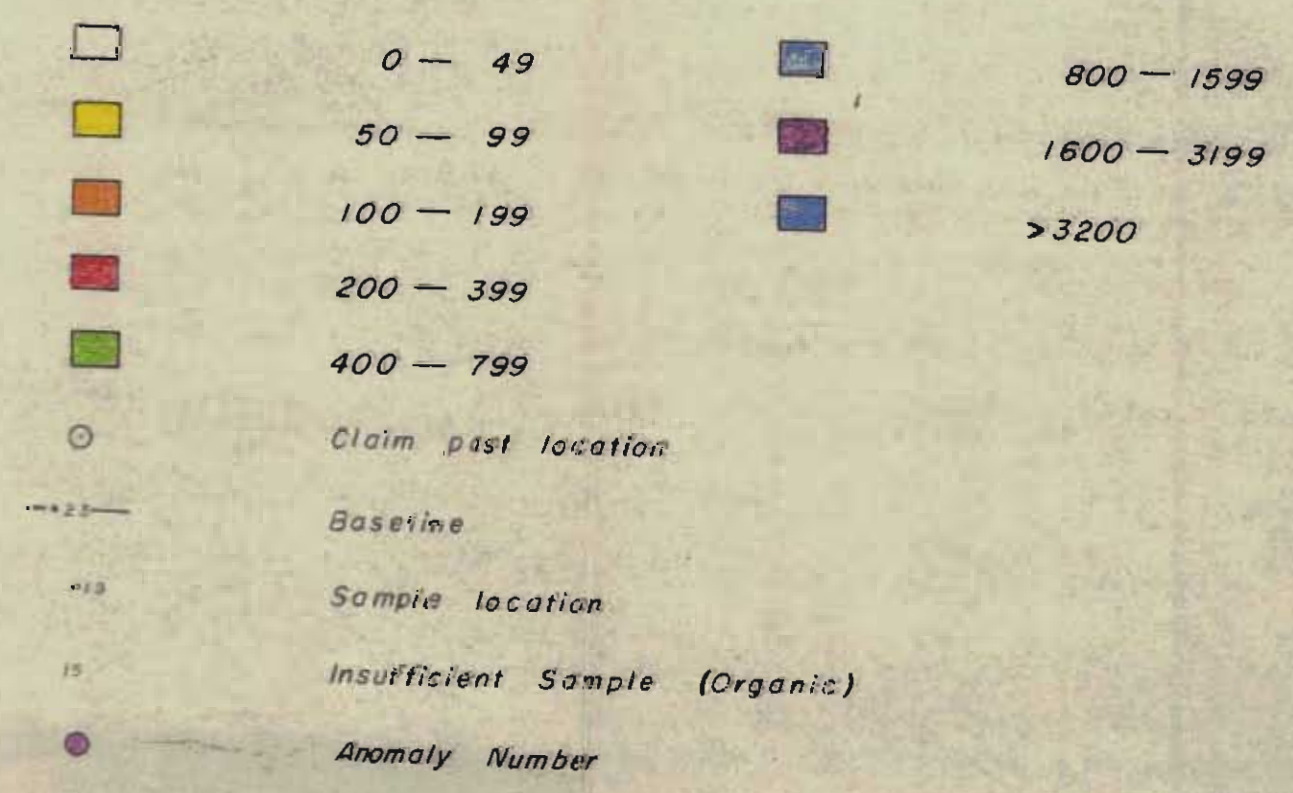 0 — 49
50 — 99
100 — 199
200 — 399
400 — 799
800 — 1599
1600 — 3199
>3200
Claim post location
Baseline
Sample location
15
Insufficient Sample (Organic)
Anomaly Number